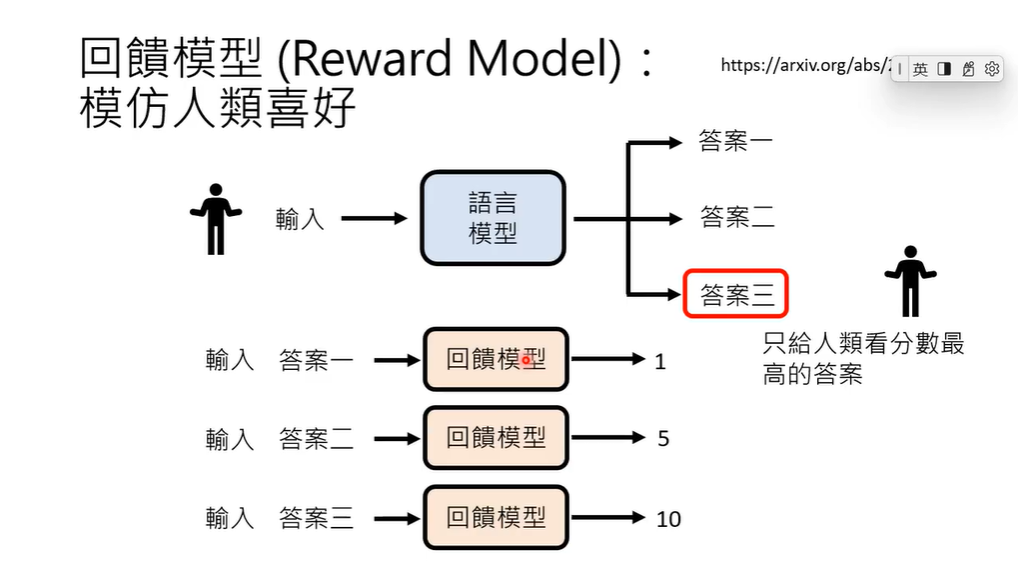 回饋模型 (Reward Model)：
模仿人類喜好
https://arxiv.org/abs/2
英
輸入
語言
模型
答案一
答案二
答案三
只給人類看分數最
高的答案
輸入 答案一 回饋模型 1
輸入 答案二 回饋模型 5
輸入 答案三 回饋模型 10